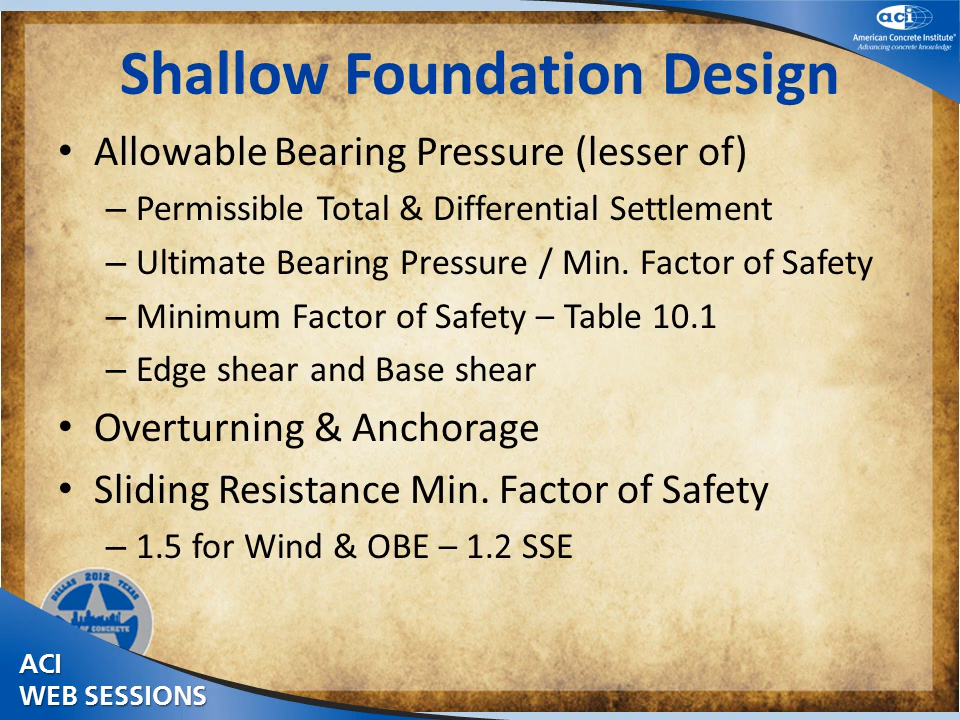 aci
American Concrete Institute®
Advancing concrete knowledge
Shallow Foundation Design
• Allowable Bearing Pressure (lesser of)
– Permissible Total & Differential Settlement
– Ultimate Bearing Pressure / Min. Factor of Safety
– Minimum Factor of Safety – Table 10.1
– Edge shear and Base shear
• Overturning & Anchorage
• Sliding Resistance Min. Factor of Safety
– 1.5 for Wind & OBE – 1.2 SSE
DALLAS 2012 TEXAS
OF CONCRETE
ACI
WEB SESSIONS